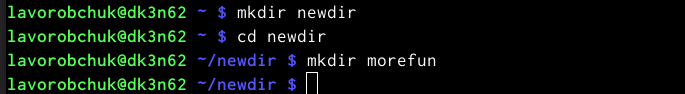 lavorobchuk@dk3n62 ~ $ mkdir newdir
lavorobchuk@dk3n62 ~ $ cd newdir
lavorobchuk@dk3n62 ~/newdir $ mkdir morefun
lavorobchuk@dk3n62 ~/newdir $